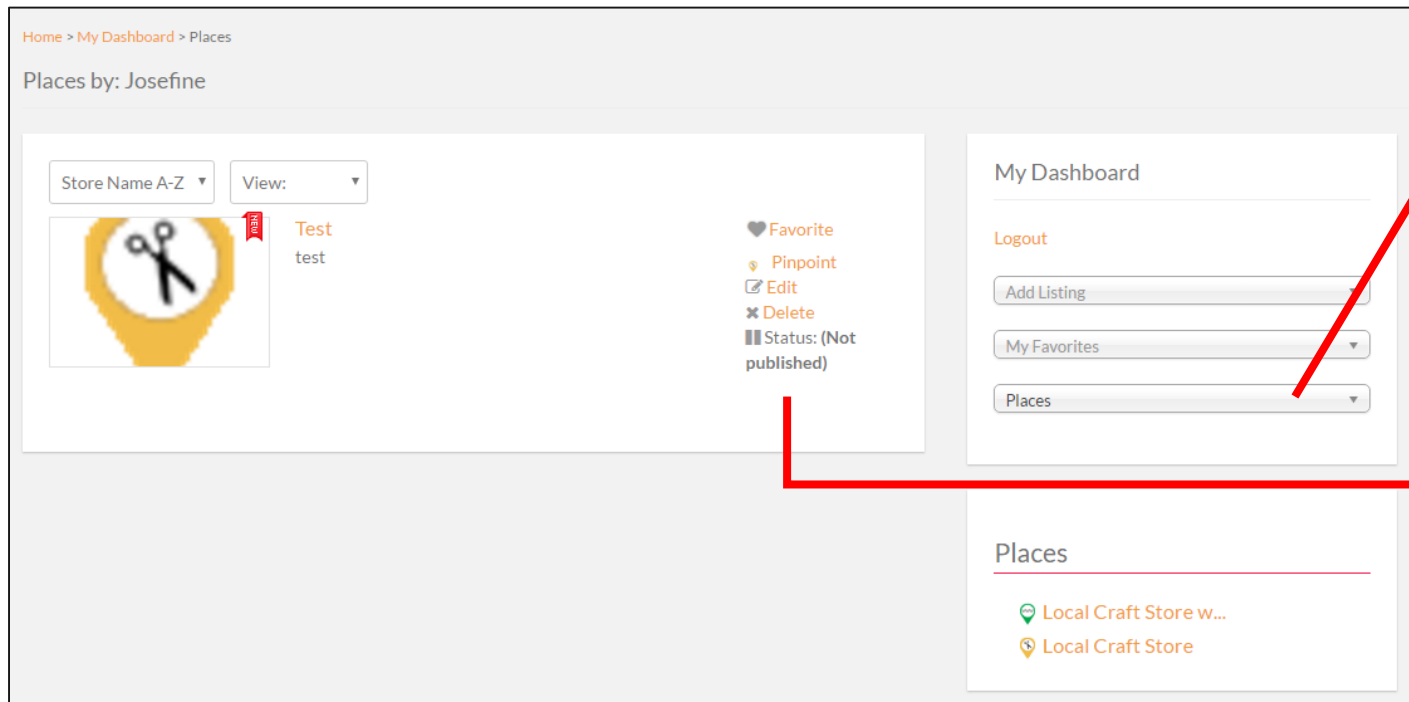 Home > My Dashboard > Places
Places by: Josefine
Store Name A-Z
View:
NEW
Test
test
Favorite
Pinpoint
Edit
Delete
Status: (Not
published)
My Dashboard
Logout
Add Listing
My Favorites
Places
Places
Local Craft Store w...
Local Craft Store